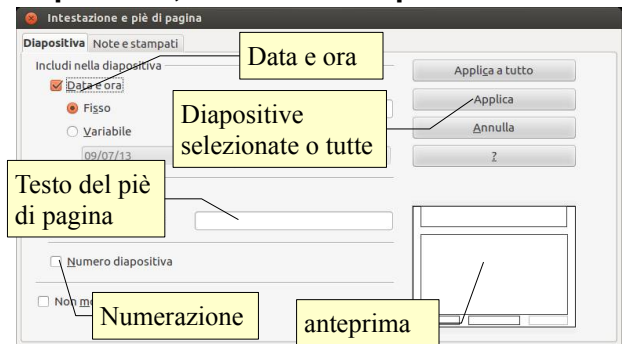 Intestazione e piè di pagina
Diapositiva Note e stampati
Includi nella diapositiva
Data e ora
Data e ora
Fisso
Variabile
09/07/13
Applica a tutto
Applica
Annulla
?
Diapositive
selezionate o tutte
Testo del piè
di pagina
Numero diapositiva
Non
Numerazione
anteprima